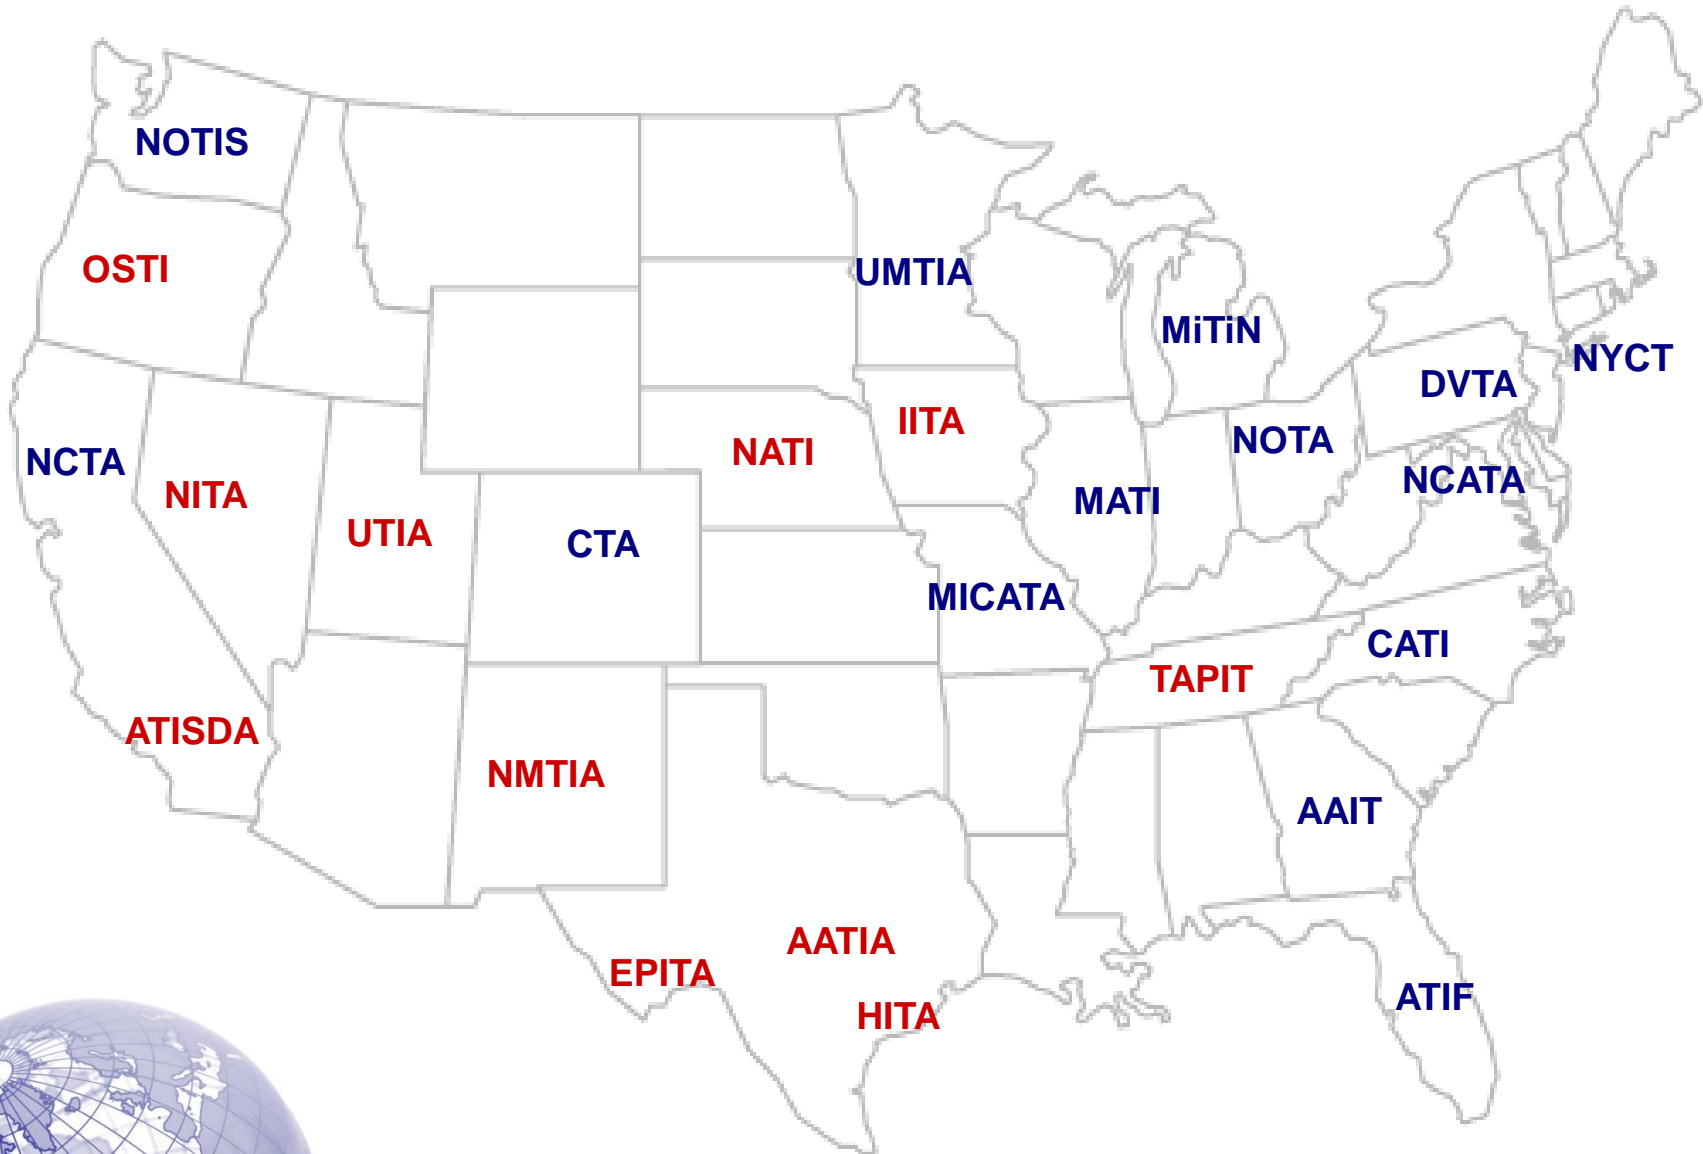 NOTIS
OSTI
UMTIA
MiTiN
NYCT
DVTA
IITA
NOTA
NATI
NCTA
NCATA
NITA
MATI
UTIA
CTA
MICATA
CATI
TAPIT
ATISDA
NMTIA
AAIT
AATIA
EPITA
ATIF
HITA